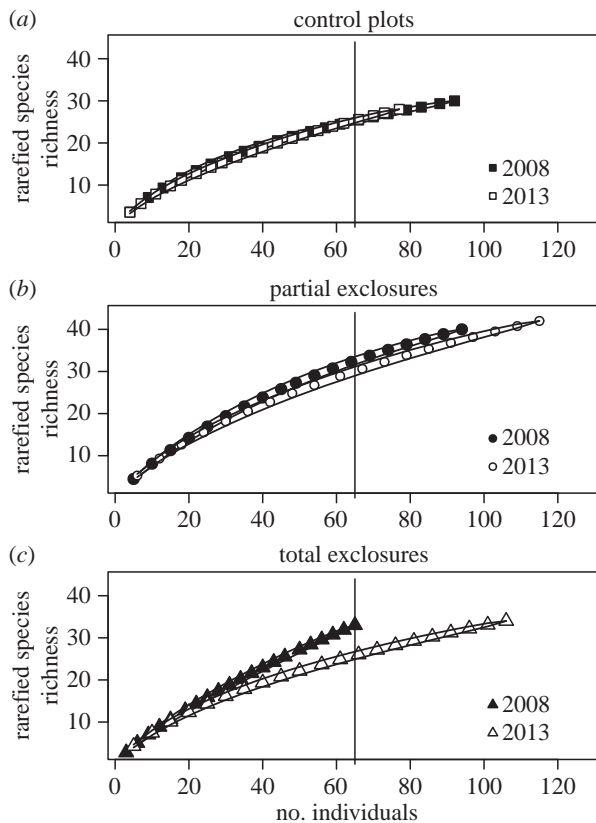 (a) control plots
rarefied species
richness
40
30
20
10
2008
2013
0 20 40 60 80 100 120
(b) partial exclosures
rarefied species
richness
40
30
20
10
2008
2013
0 20 40 60 80 100 120
(c) total exclosures
rarefied species
richness
40
30
20
10
2008
2013
0 20 40 60 80 100 120
no. individuals